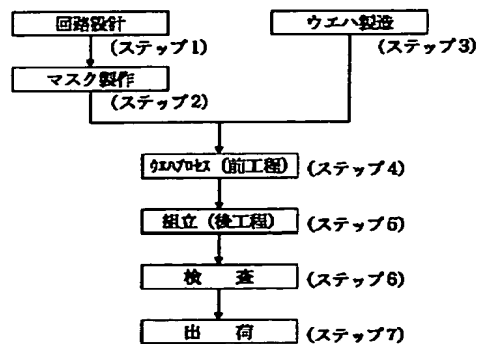 回路設計
(ステップ1)
マスク製作
(ステップ2)
ウエハ製造
(ステップ3)
ウエハプロセス (前工程) (ステップ4)
組立 (後工程) (ステップ5)
検 査 (ステップ6)
出 荷 (ステップ7)